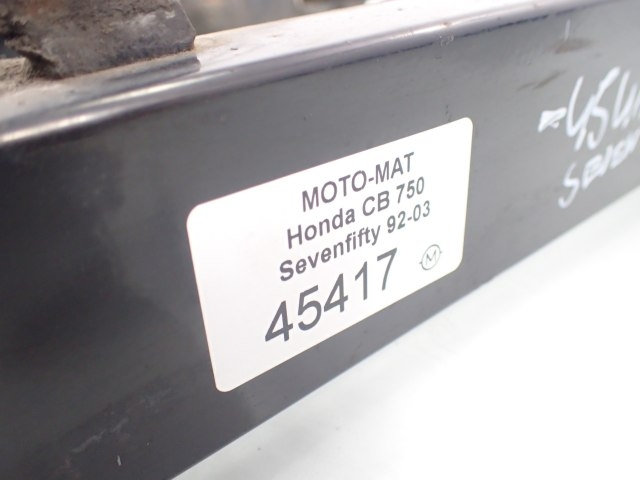 MOTO-MAT
Honda CB 750
Sevenfifty 92-03
45417
M